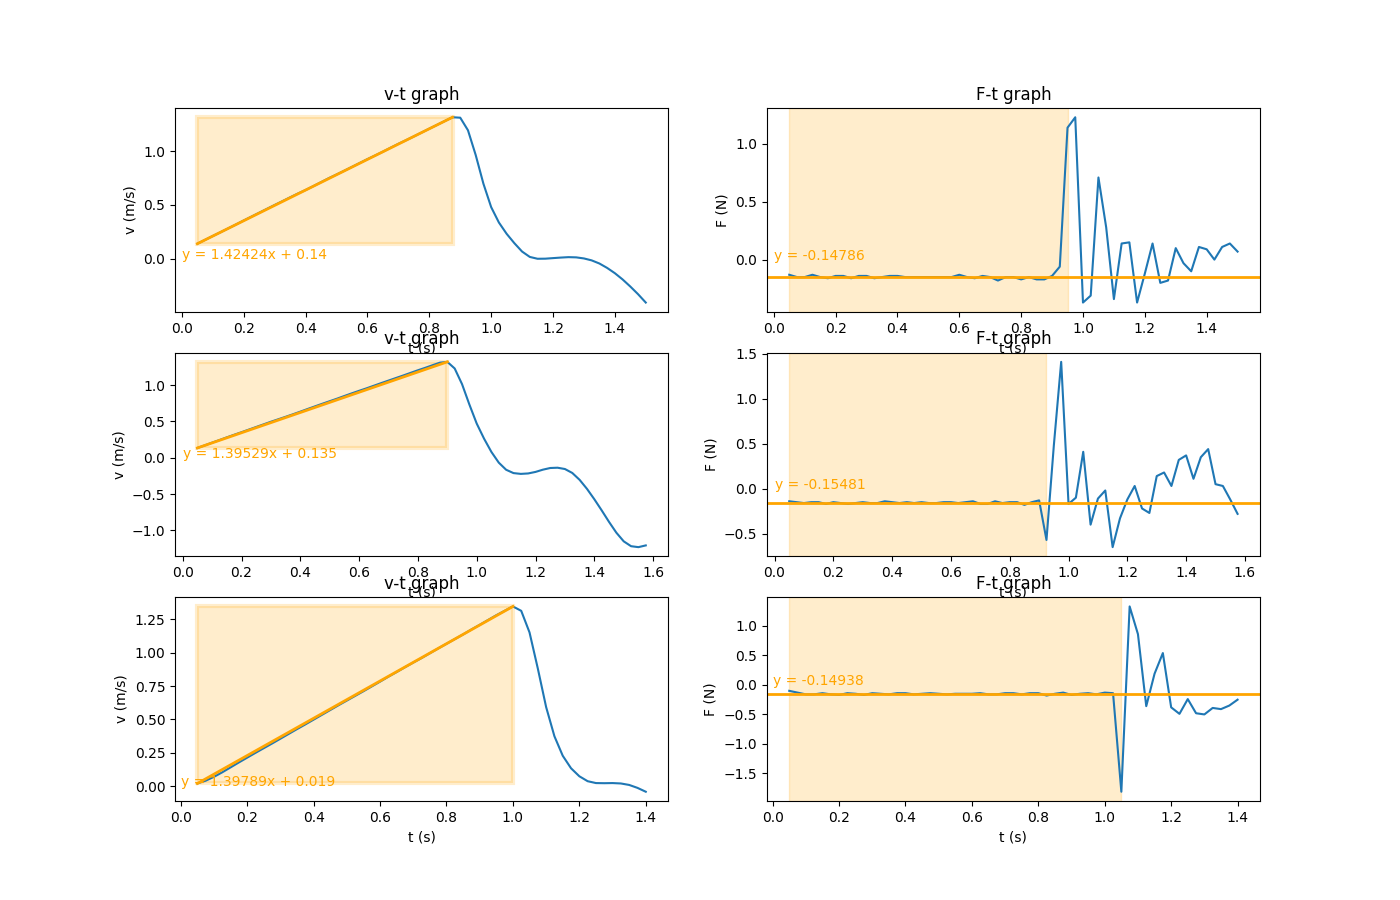 v-t graph
v (m/s)
1.0
0.5
0.0
y = 1.42424x + 0.14
0.0 0.2 0.4 0.6 0.8 1.0 1.2 1.4
t (s)
F-t graph
F (N)
1.0
0.5
0.0
y = -0.14786
0.0 0.2 0.4 0.6 0.8 1.0 1.2 1.4
t (s)
v-t graph
v (m/s)
1.0
0.5
0.0
−0.5
−1.0
y = 1.39529x + 0.135
0.0 0.2 0.4 0.6 0.8 1.0 1.2 1.4 1.6
t (s)
F-t graph
F (N)
1.5
1.0
0.5
0.0
−0.5
y = -0.15481
0.0 0.2 0.4 0.6 0.8 1.0 1.2 1.4 1.6
t (s)
v-t graph
v (m/s)
1.25
1.00
0.75
0.50
0.25
0.00
y = 1.39789x + 0.019
0.0 0.2 0.4 0.6 0.8 1.0 1.2 1.4
t (s)
F-t graph
F (N)
1.0
0.5
0.0
−0.5
−1.0
−1.5
y = -0.14938
0.0 0.2 0.4 0.6 0.8 1.0 1.2 1.4
t (s)